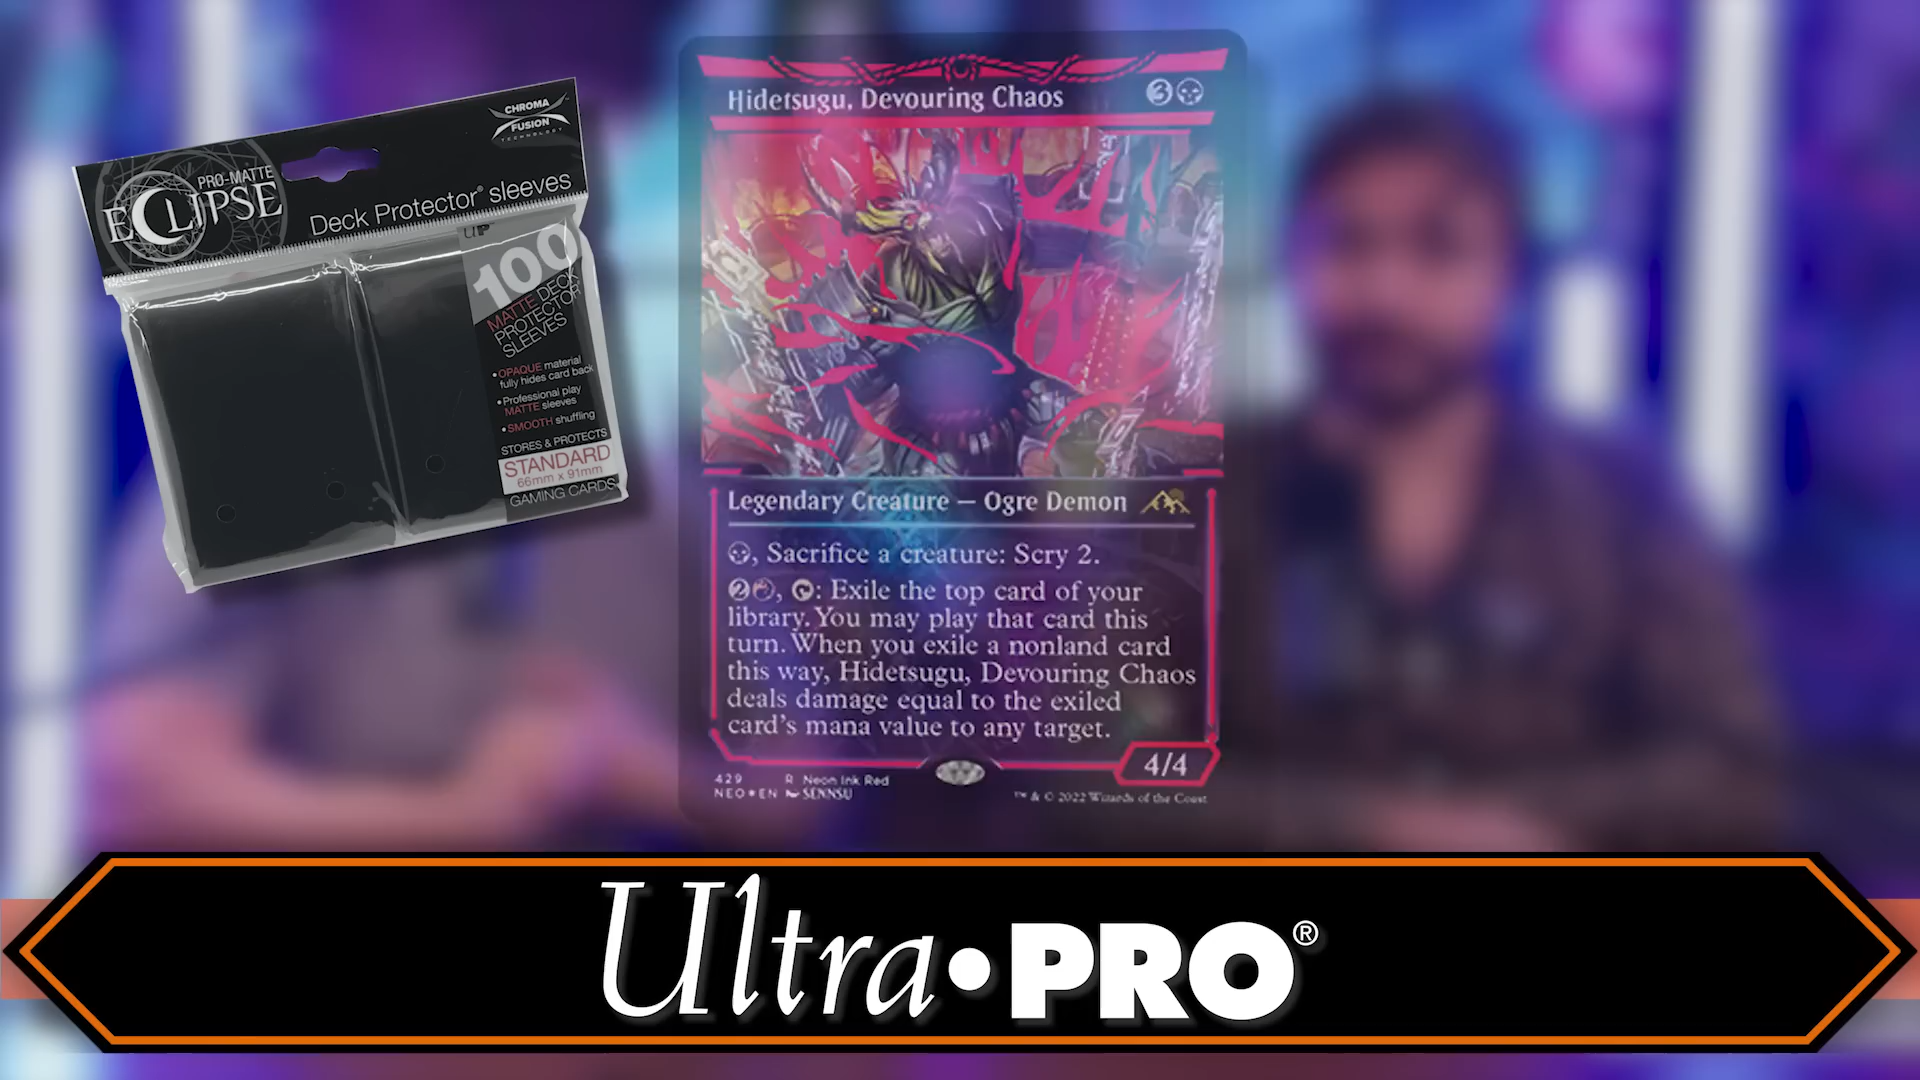 CHROMA
FUSION
TECHNOLOGY
PRO-MATTE
ECLIPSE
Deck Protector® sleeves
UP
100
MATTE DECK
PROTECTOR
SLEEVES
• OPAQUE material
fully hides card back
• Professional play
MATTE sleeves
• SMOOTH shuffling
STORES & PROTECTS
STANDARD
66mm x 91mm
GAMING CARDS
Hidetsugu, Devouring Chaos 3
Legendary Creature — Ogre Demon
, Sacrifice a creature: Scry 2.
2 , : Exile the top card of your
library. You may play that card this
turn. When you exile a nonland card
this way, Hidetsugu, Devouring Chaos
deals damage equal to the exiled
card's mana value to any target.
4/4
429 R Neon Ink Red
NEO★EN SENNSU
™ & © 2022 Wizards of the Coast
Ultra•PRO®